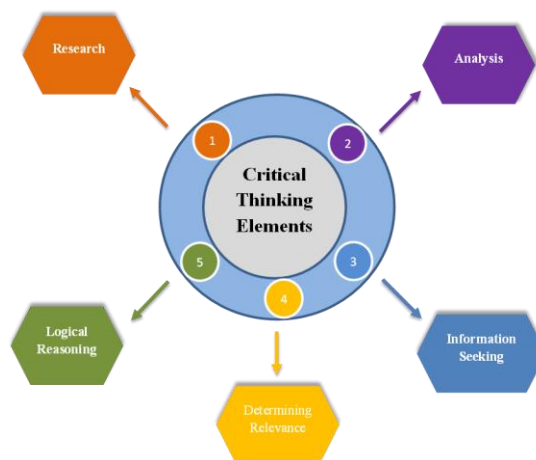 Research
Analysis
1
2
Critical
Thinking
Elements
5
3
4
Logical
Reasoning
Information
Seeking
Determining
Relevance